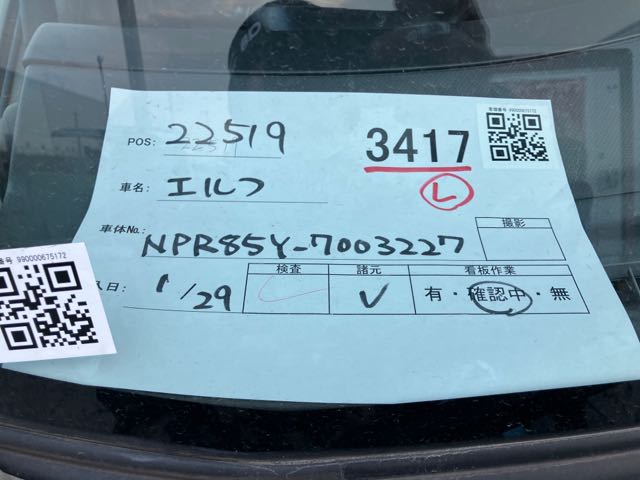 管理番号 990000675172
POS: 22519
3417
L
車名: エルフ
車体No.: NPR85Y-7003227
撮影
番号 990000675172
入日: 1/29
検査 諸元 看板作業
✓ 有・確認中・無